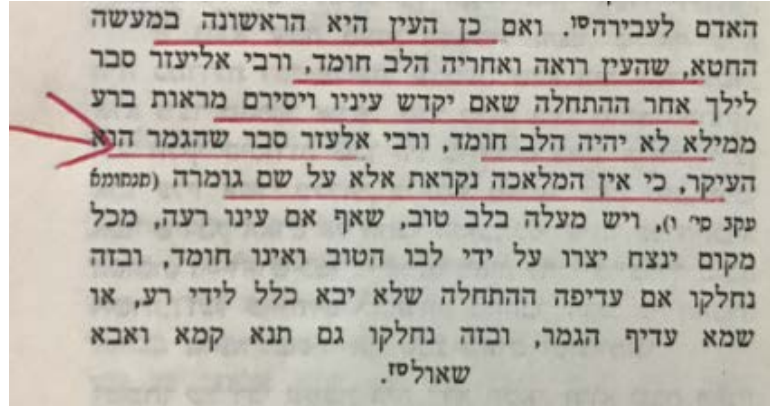 האדם לעבירהסו. ואם כן העין היא הראשונה במעשה
החטא, שהעין רואה ואחריה הלב חומד, ורבי אליעזר סבר
לילך אחר ההתחלה שאם יקדש עיניו ויסירם מראות ברע
ממילא לא יהיה הלב חומד, ורבי אלעזר סבר שהגמר הוא
העיקר, כי אין המלאכה נקראת אלא על שם גומרה (תנחומא
עקב סי' ו), ויש מעלה בלב טוב, שאף אם עינו רעה, מכל
מקום ינצח יצרו על ידי לבו הטוב ואינו חומד, ובזה
נחלקו אם עדיפה ההתחלה שלא יבא כלל לידי רע, או
שמא עדיף הגמר, ובזה נחלקו גם תנא קמא ואבא
שאולסז.